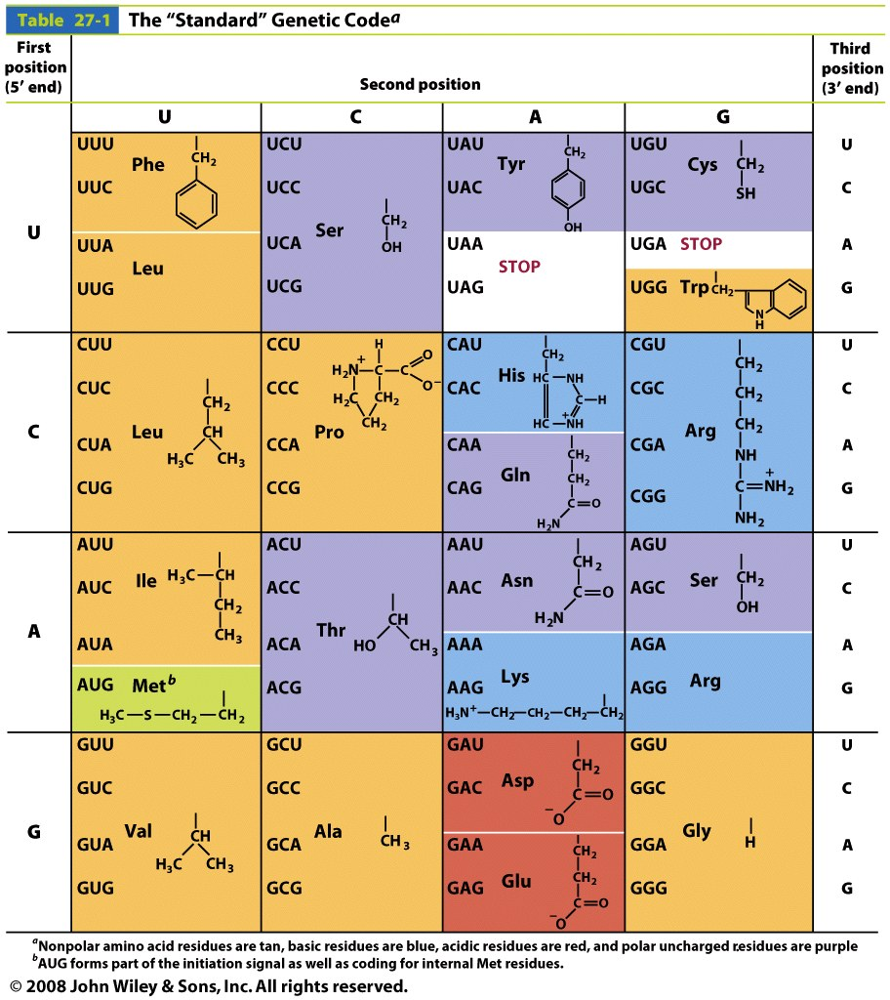 Table 27-1 The “Standard” Genetic Codeᵃ
First position (5′ end)
Second position
Third position (3′ end)
U C A G
U
UUU
UUC
Phe
CH₂
UUA
UUG
Leu
UCU
UCC
UCA
UCG
Ser
CH₂
OH
UAU
UAC
Tyr
CH₂
OH
UAA
UAG
STOP
UGU
UGC
Cys
CH₂
SH
UGA STOP
UGG Trp
CH₂
N
H
U
C
A
G
C
CUU
CUC
CUA
CUG
Leu
CH₂
CH
H₃C CH₃
CCU
CCC
CCA
CCG
Pro
H
H₂N⁺—C—C
O
O⁻
H₂C CH₂
CH₂
CAU
CAC
His
CH₂
HC NH
C—H
HC NH
+
CAA
CAG
Gln
CH₂
CH₂
C=O
H₂N
CGU
CGC
CGA
CGG
Arg
CH₂
CH₂
CH₂
NH
C=NH₂
+
NH₂
U
C
A
G
A
AUU
AUC
AUA
Ile
H₃C—CH
CH₂
CH₃
AUG Metᵇ
H₃C—S—CH₂—CH₂
ACU
ACC
ACA
ACG
Thr
CH
HO CH₃
AAU
AAC
Asn
CH₂
C=O
H₂N
AAA
AAG
Lys
H₃N⁺—CH₂—CH₂—CH₂—CH₂
AGU
AGC
Ser
CH₂
OH
AGA
AGG
Arg
U
C
A
G
G
GUU
GUC
GUA
GUG
Val
CH
H₃C CH₃
GCU
GCC
GCA
GCG
Ala
CH₃
GAU
GAC
Asp
CH₂
C=O
⁻O
GAA
GAG
Glu
CH₂
CH₂
C=O
⁻O
GGU
GGC
GGA
GGG
Gly
H
U
C
A
G
ᵃNonpolar amino acid residues are tan, basic residues are blue, acidic residues are red, and polar uncharged residues are purple
ᵇAUG forms part of the initiation signal as well as coding for internal Met residues.
© 2008 John Wiley & Sons, Inc. All rights reserved.